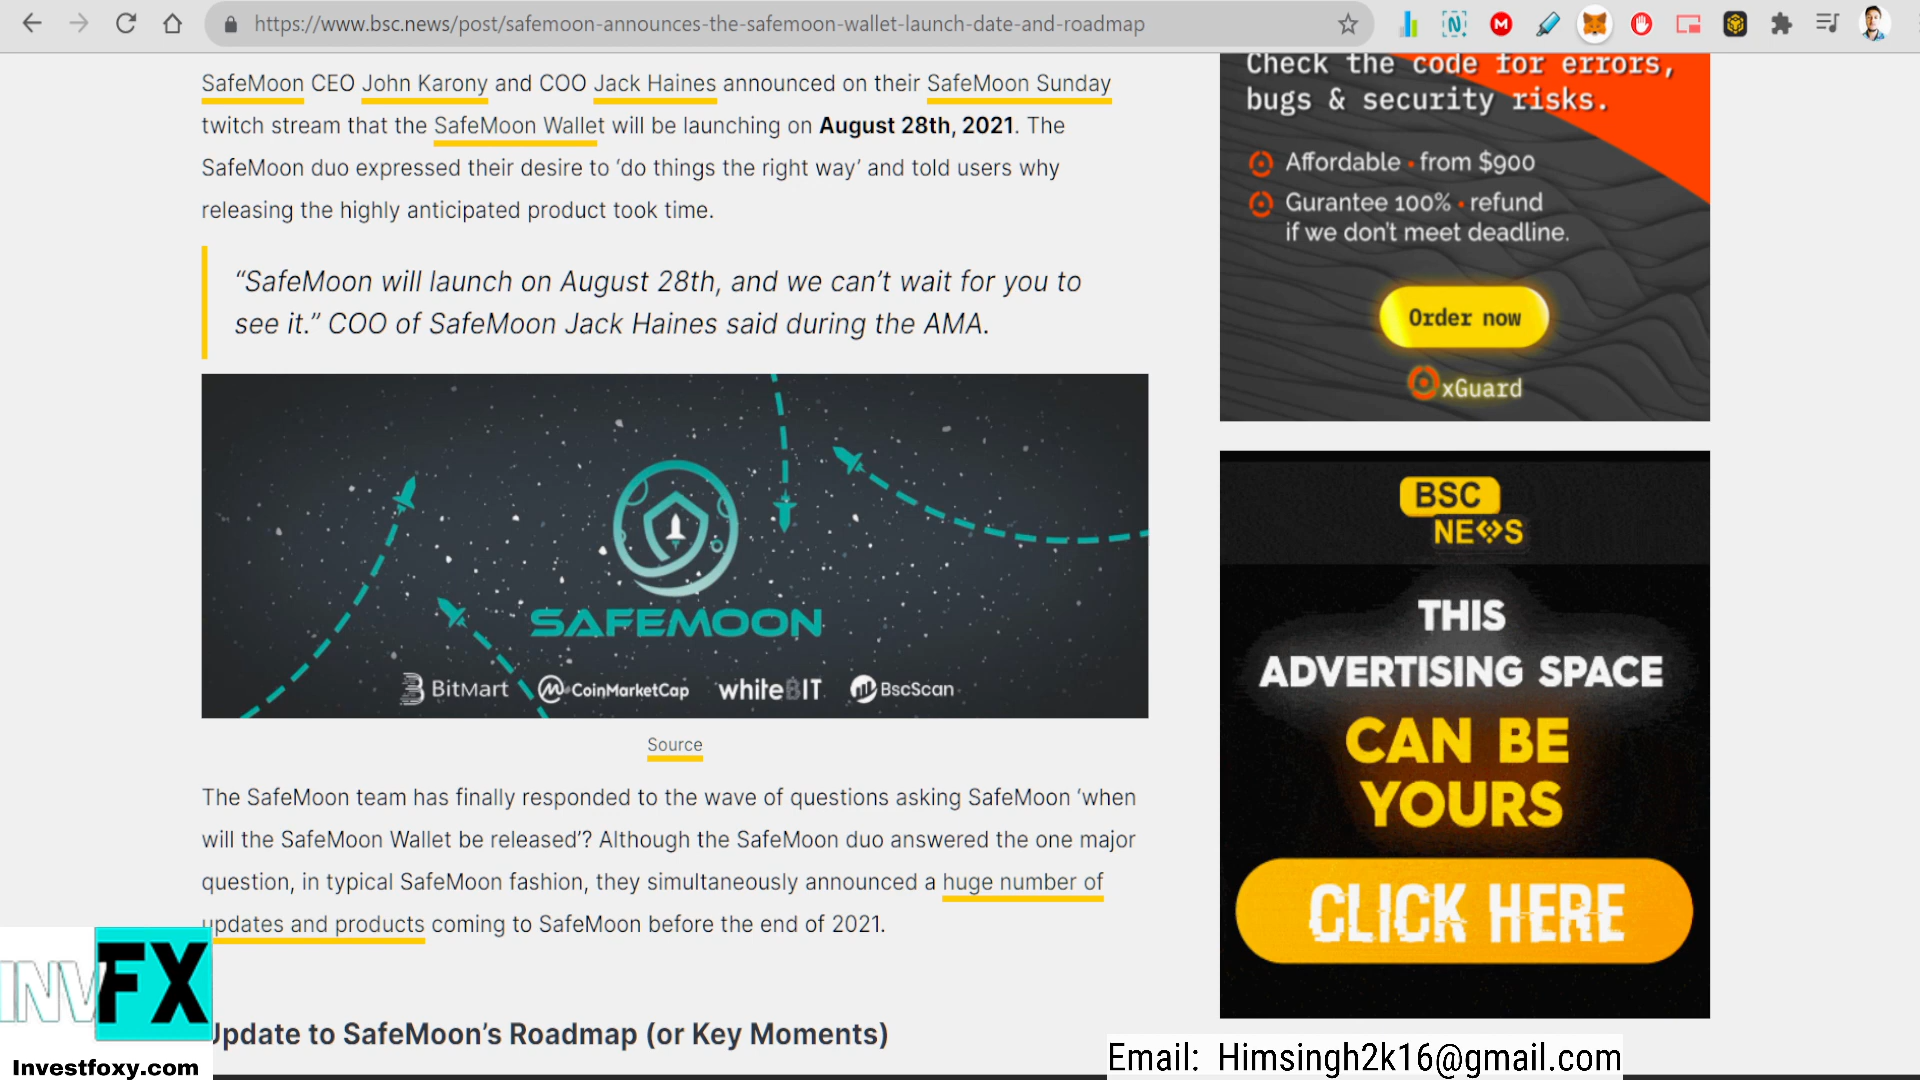 https://www.bsc.news/post/safemoon-announces-the-safemoon-wallet-launch-date-and-roadmap
SafeMoon CEO John Karony and COO Jack Haines announced on their SafeMoon Sunday
twitch stream that the SafeMoon Wallet will be launching on August 28th, 2021. The
SafeMoon duo expressed their desire to ‘do things the right way’ and told users why
releasing the highly anticipated product took time.
“SafeMoon will launch on August 28th, and we can’t wait for you to
see it.” COO of SafeMoon Jack Haines said during the AMA.
SAFEMOON
BitMart CoinMarketCap whiteBIT BscScan
Source
The SafeMoon team has finally responded to the wave of questions asking SafeMoon ‘when
will the SafeMoon Wallet be released’? Although the SafeMoon duo answered the one major
question, in typical SafeMoon fashion, they simultaneously announced a huge number of
updates and products coming to SafeMoon before the end of 2021.
Update to SafeMoon’s Roadmap (or Key Moments)
Check the code for errors,
bugs & security risks.
Affordable • from $900
Gurantee 100% • refund
if we don’t meet deadline.
Order now
xGuard
BSC
NEWS
THIS
ADVERTISING SPACE
CAN BE
YOURS
CLICK HERE
INVFX
Investfoxy.com
Email: Himsingh2k16@gmail.com